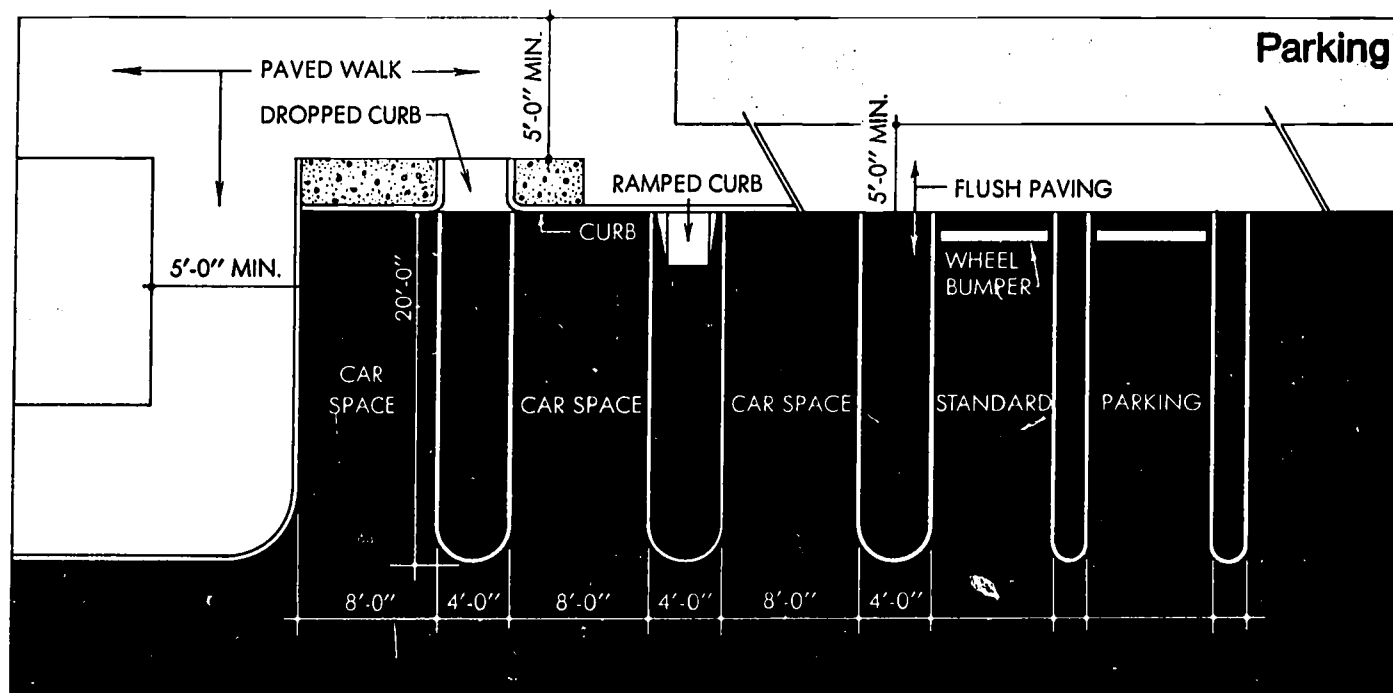 Parking
PAVED WALK
DROPPED CURB
5'-0" MIN.
RAMPED CURB
5'-0" MIN.
FLUSH PAVING
CURB
WHEEL
BUMPER
5'-0" MIN.
20'-0"
CAR
SPACE
CAR SPACE
CAR SPACE
STANDARD
PARKING
8'-0"
4'-0"
8'-0"
4'-0"
8'-0"
4'-0"